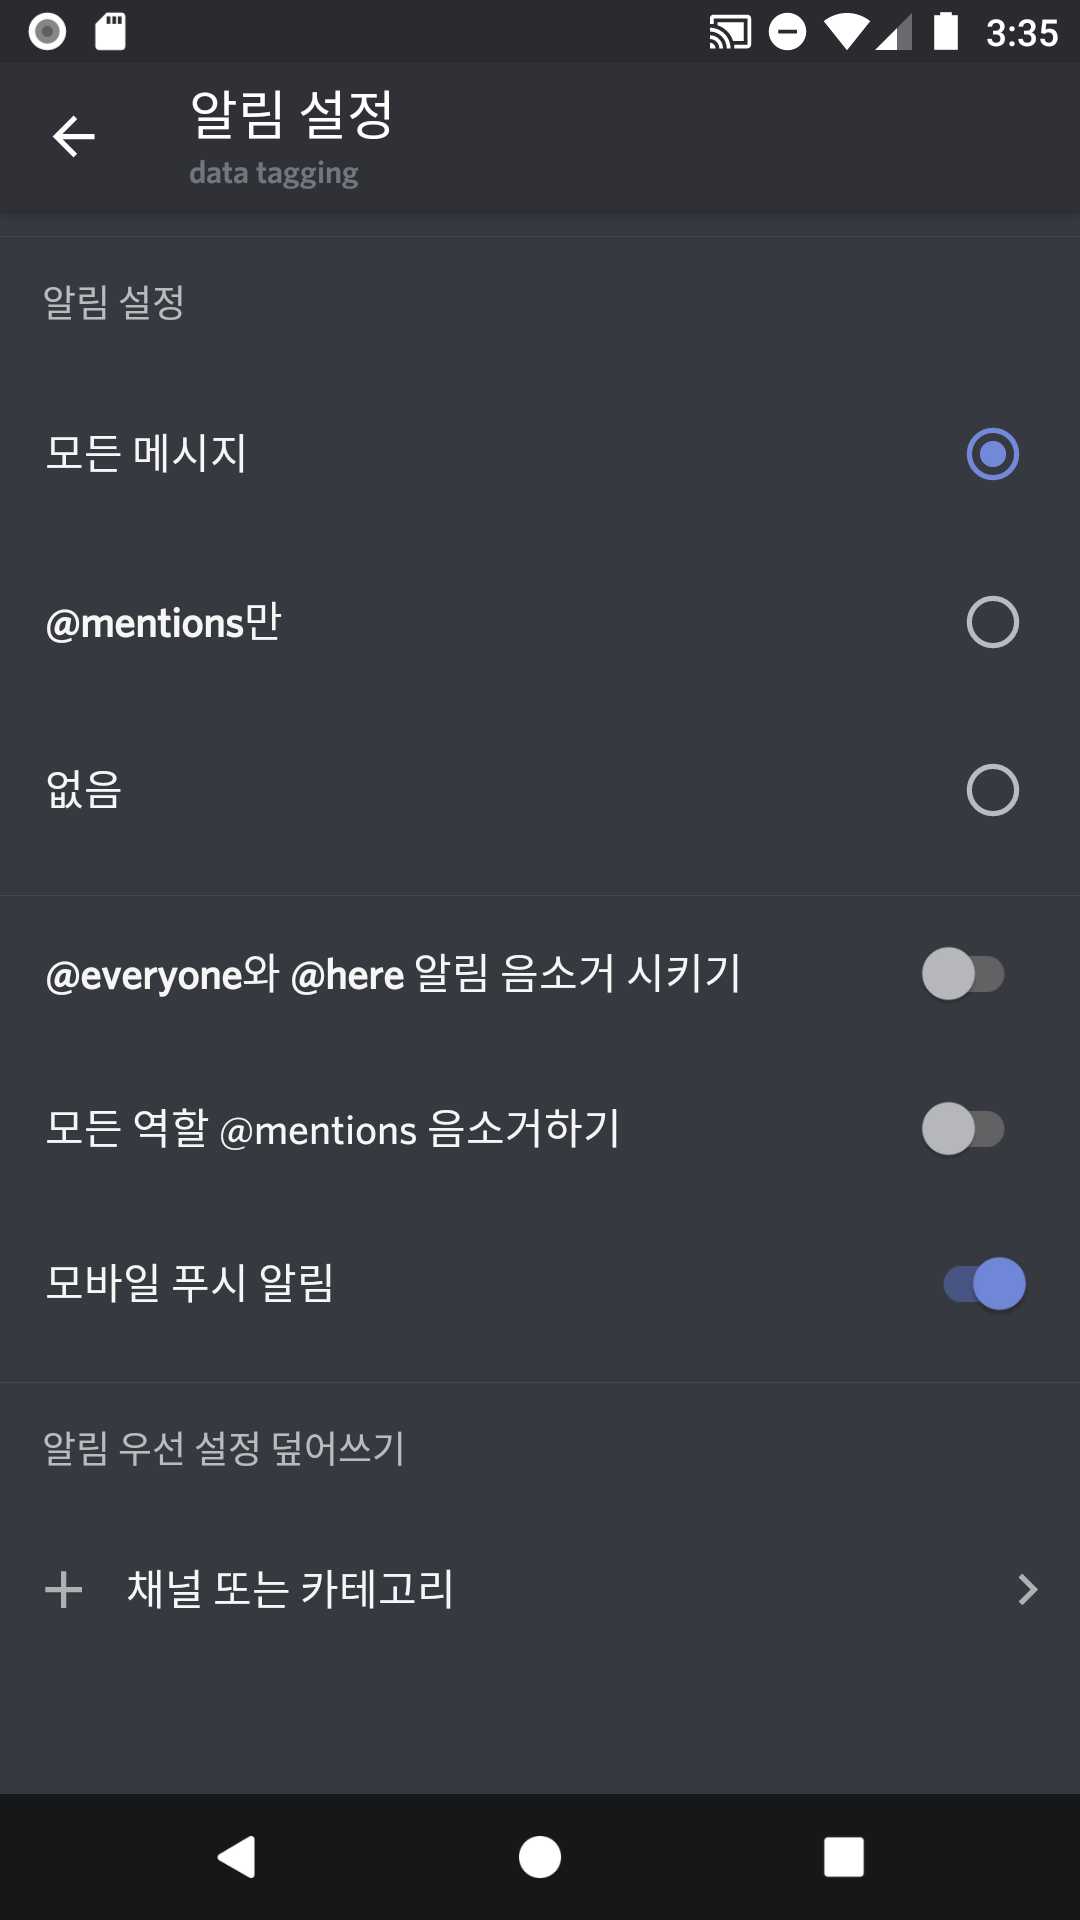 3:35
알림 설정
data tagging
알림 설정
모든 메시지
@mentions만
없음
@everyone와 @here 알림 음소거 시키기
모든 역할 @mentions 음소거하기
모바일 푸시 알림
알림 우선 설정 덮어쓰기
채널 또는 카테고리